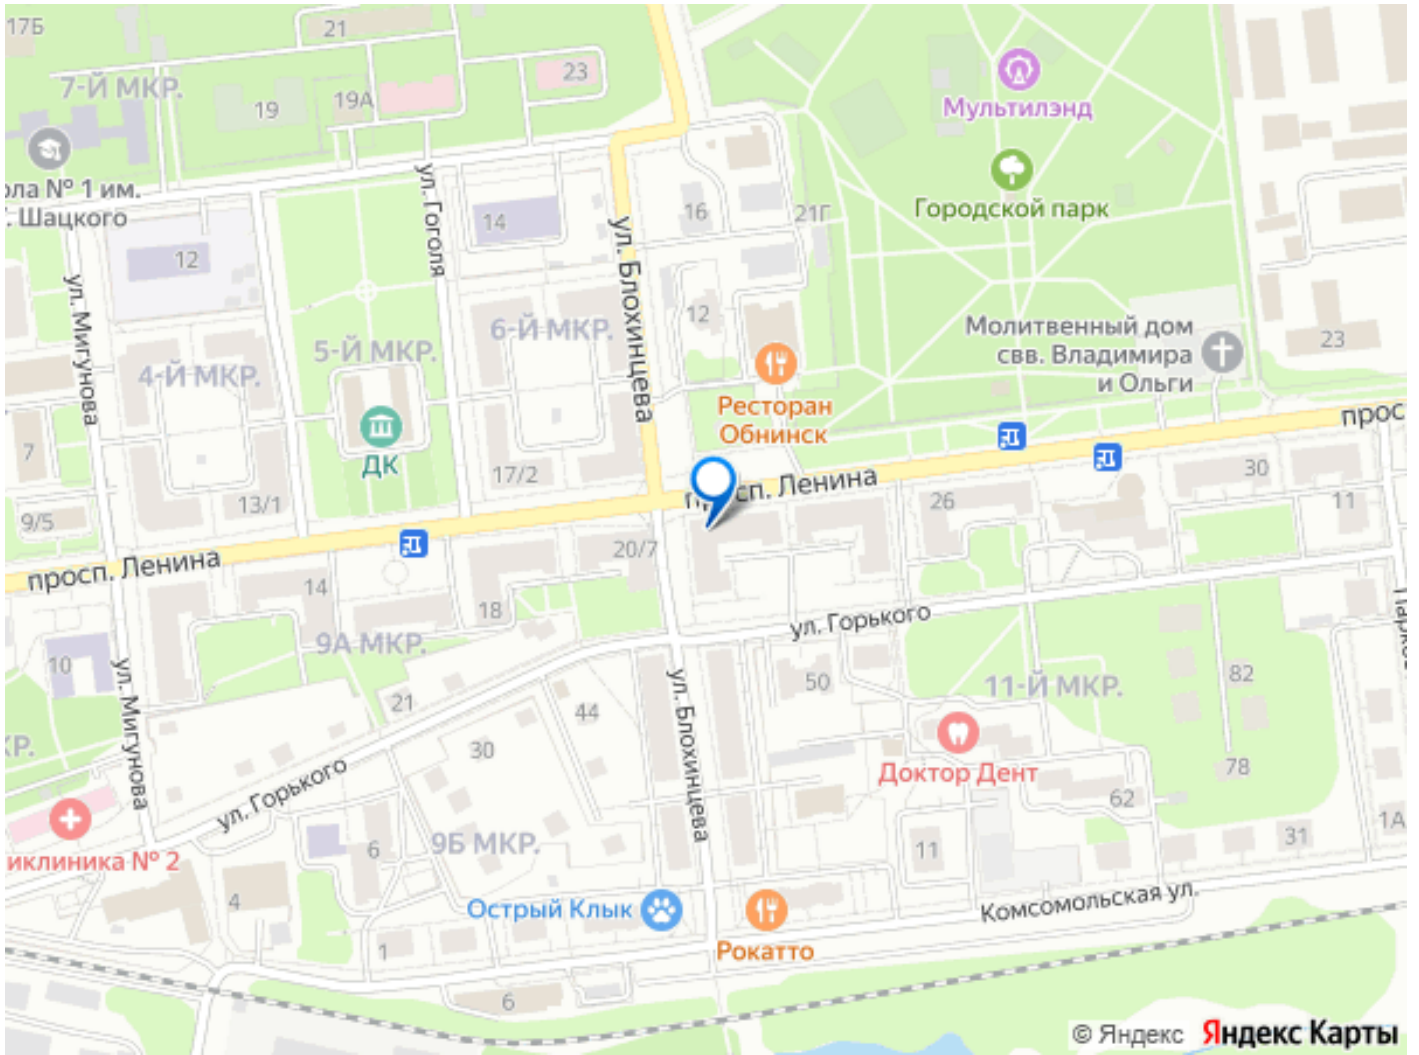 17Б
21
7-Й МКР.
19
19А
23
Мультилэнд
ола № 1 им.
Г. Шацкого
ул. Гоголя
14
16
21Г
Городской парк
12
ул. Мигунова
ул. Блохинцева
6-Й МКР.
12
5-Й МКР.
4-Й МКР.
Молитвенный дом
свв. Владимира
и Ольги
23
Ресторан
Обнинск
ДК
просп
7
17/2
13/1
9/5
просп. Ленина
26
30
11
просп. Ленина
20/7
14
18
9А МКР.
ул. Горького
Парков
10
ул. Мигунова
21
44
30
ул. Блохинцева
50
11-Й МКР.
82
КР.
Доктор Дент
78
ул. Горького
62
1А
31
6
9Б МКР.
11
иклиника № 2
4
Острый Клык
Комсомольская ул.
1
Рокатто
6
© Яндекс Яндекс Карты